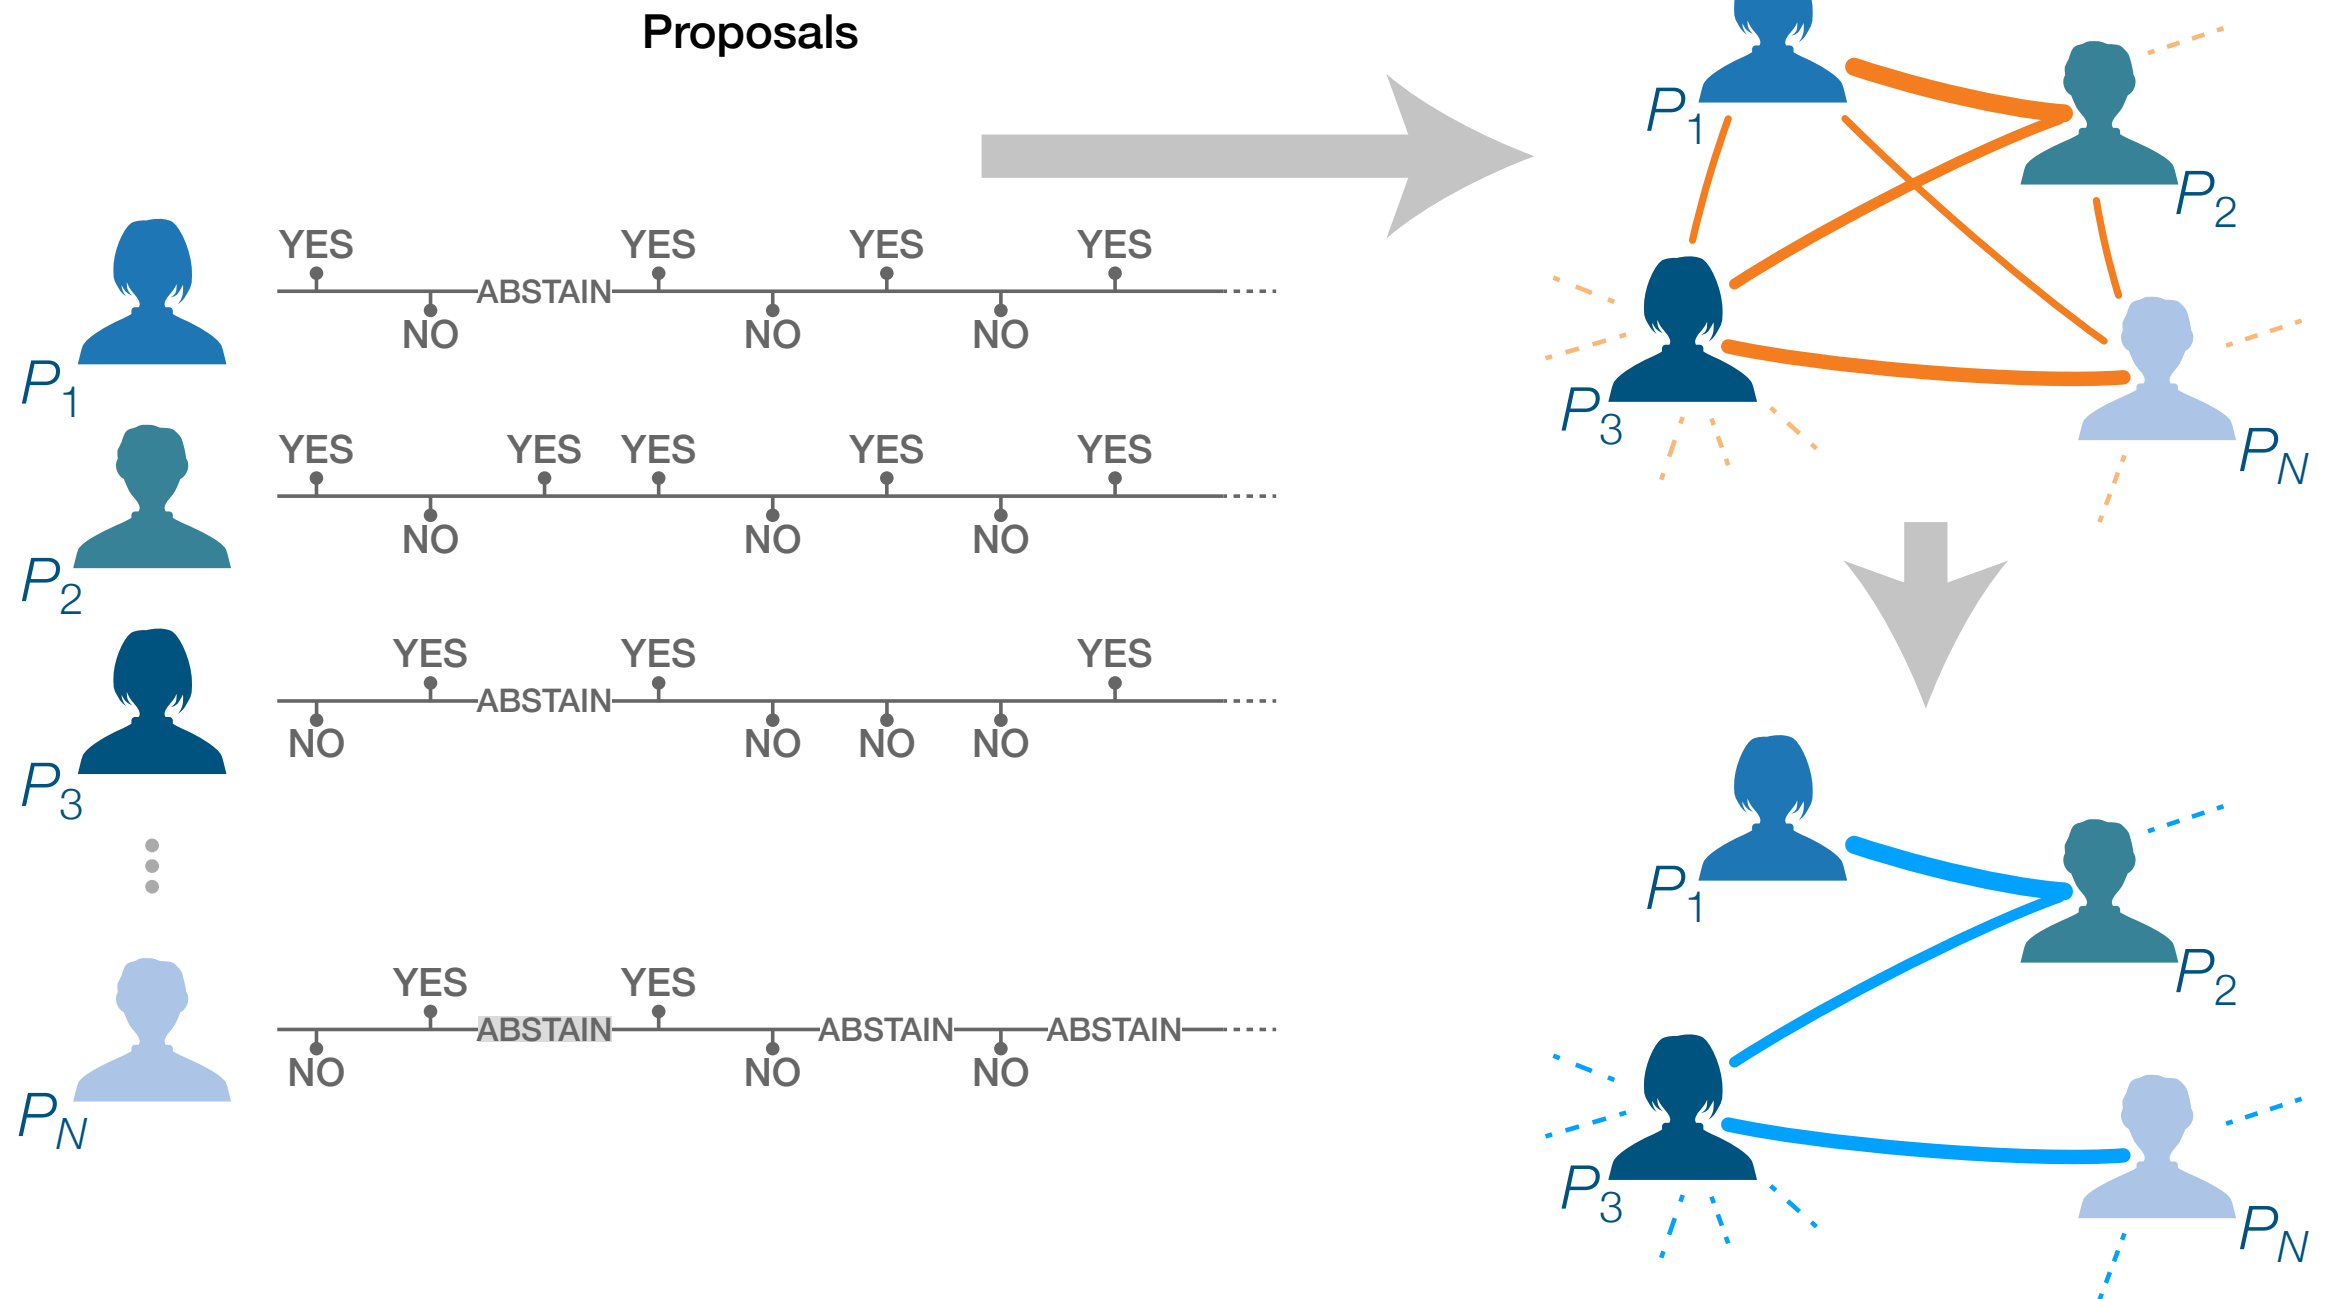 Proposals
YES YES YES YES
ABSTAIN
NO NO NO
P1
YES YES YES YES YES
NO NO NO
P2
YES YES YES
ABSTAIN
NO NO NO NO
P3
YES YES
ABSTAIN ABSTAIN ABSTAIN
NO NO NO
PN
P1
P2
P3
PN
P1
P2
P3
PN